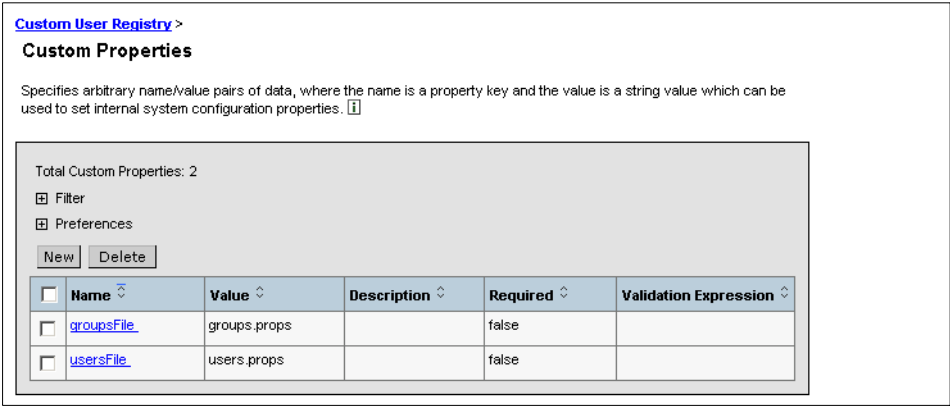 Custom User Registry >
Custom Properties
Specifies arbitrary name/value pairs of data, where the name is a property key and the value is a string value which can be
used to set internal system configuration properties. i
Total Custom Properties: 2
Filter
Preferences
New Delete
Name Value Description Required Validation Expression
groupsFile groups.props false
usersFile users.props false